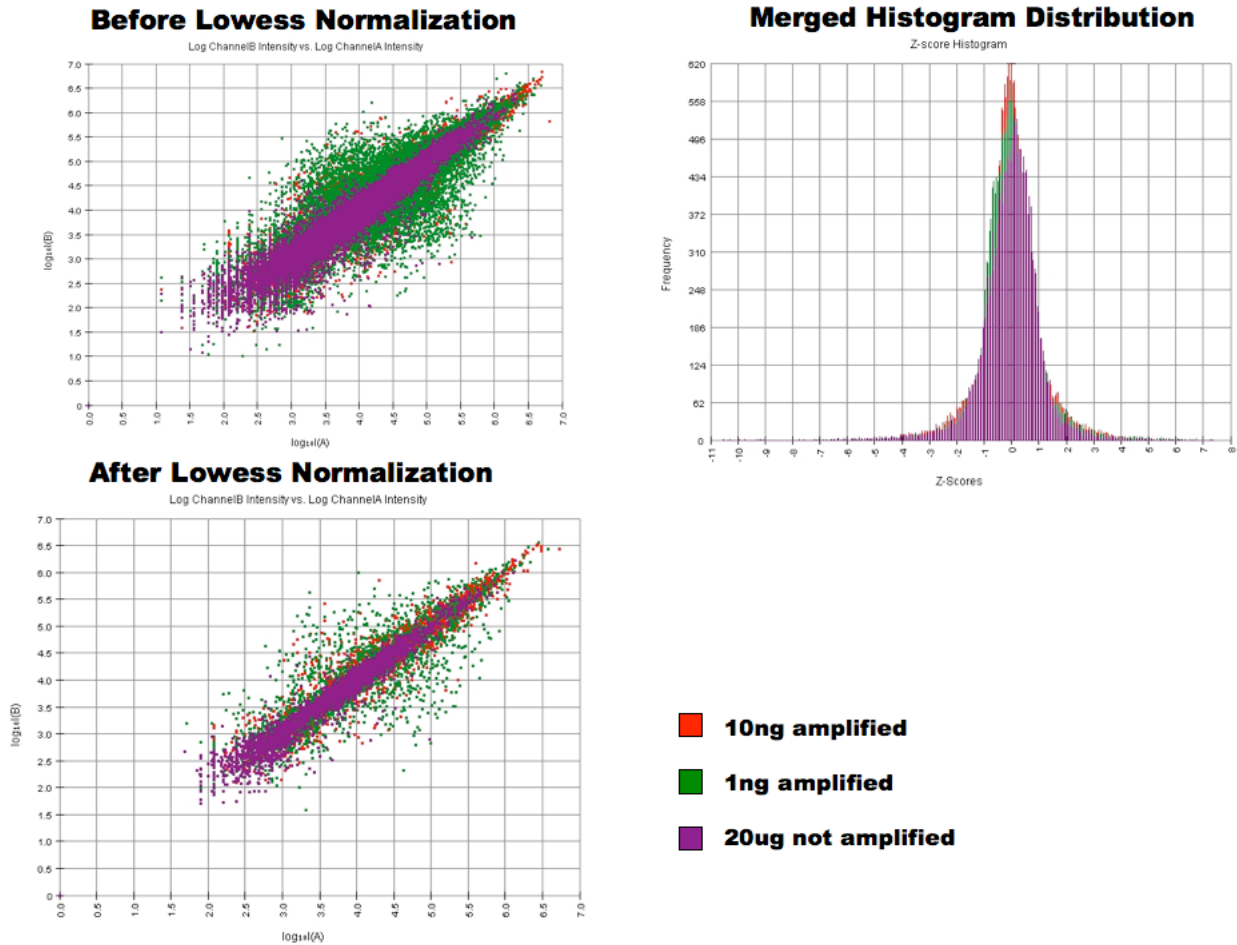 Before Lowess Normalization
Log ChannelB Intensity vs. Log ChannelA Intensity
7.0
6.5
6.0
5.5
5.0
4.5
4.0
3.5
3.0
2.5
2.0
1.5
1.0
0.5
0
log₁₀I(B)
0.0 0.5 1.0 1.5 2.0 2.5 3.0 3.5 4.0 4.5 5.0 5.5 6.0 6.5 7.0
log₁₀I(A)
Merged Histogram Distribution
Z-score Histogram
620
558
496
434
372
310
248
186
124
62
0
Frequency
-11 -10 -9 -8 -7 -6 -5 -4 -3 -2 -1 0 1 2 3 4 5 6 7 8
Z-Scores
After Lowess Normalization
Log ChannelB Intensity vs. Log ChannelA Intensity
7.0
6.5
6.0
5.5
5.0
4.5
4.0
3.5
3.0
2.5
2.0
1.5
1.0
0.5
0
log₁₀I(B)
0.0 0.5 1.0 1.5 2.0 2.5 3.0 3.5 4.0 4.5 5.0 5.5 6.0 6.5 7.0
log₁₀I(A)
10ng amplified
1ng amplified
20ug not amplified